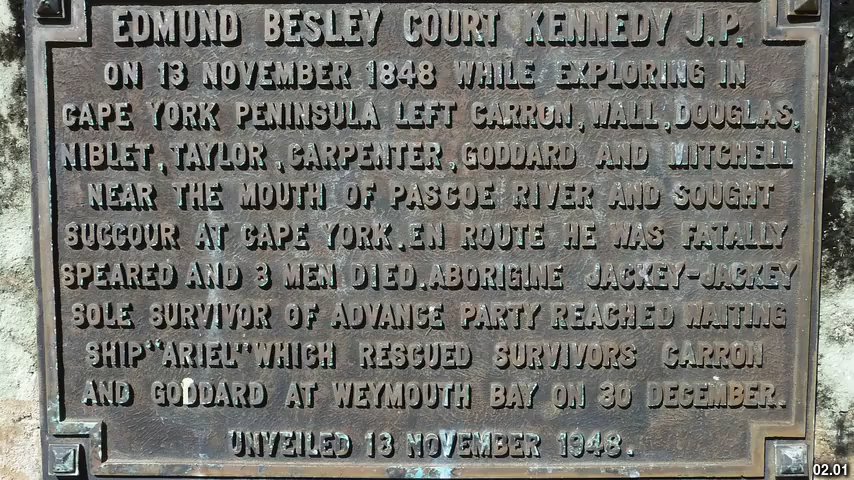 EDMUND BESLEY COURT KENNEDY J.P.
ON 13 NOVEMBER 1848 WHILE EXPLORING IN
CAPE YORK PENINSULA LEFT CARRON, WALL, DOUGLAS,
NIBLET, TAYLOR, CARPENTER, GODDARD AND MITCHELL
NEAR THE MOUTH OF PASCOE RIVER AND SOUGHT
SUCCOUR AT CAPE YORK. EN ROUTE HE WAS FATALLY
SPEARED AND 3 MEN DIED. ABORIGINE JACKEY-JACKEY
SOLE SURVIVOR OF ADVANCE PARTY REACHED WAITING
SHIP "ARIEL" WHICH RESCUED SURVIVORS CARRON
AND GODDARD AT WEYMOUTH BAY ON 30 DECEMBER.
UNVEILED 13 NOVEMBER 1948.
02.01